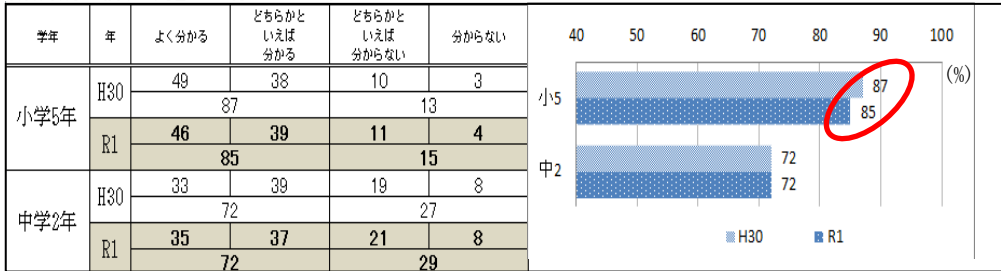 学年 年 よく分かる どちらかといえば分かる どちらかといえば分からない 分からない
小学5年 H30 49 38 10 3
87 13
R1 46 39 11 4
85 15
中学2年 H30 33 39 19 8
72 27
R1 35 37 21 8
72 29
40 50 60 70 80 90 100
(%)
小5 87
85
中2 72
72
H30 R1